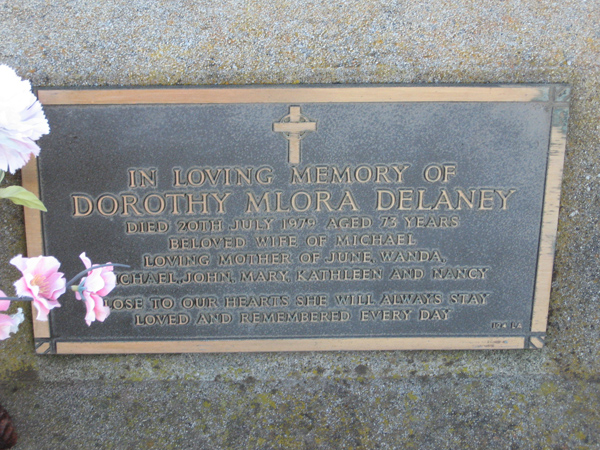 IN LOVING MEMORY OF
DOROTHY MLORA DELANEY
DIED 20TH JULY 1979 AGED 73 YEARS
BELOVED WIFE OF MICHAEL
LOVING MOTHER OF JUNE, WANDA,
CHAEL, JOHN, MARY, KATHLEEN AND NANCY
LOSE TO OUR HEARTS SHE WILL ALWAYS STAY
LOVED AND REMEMBERED EVERY DAY